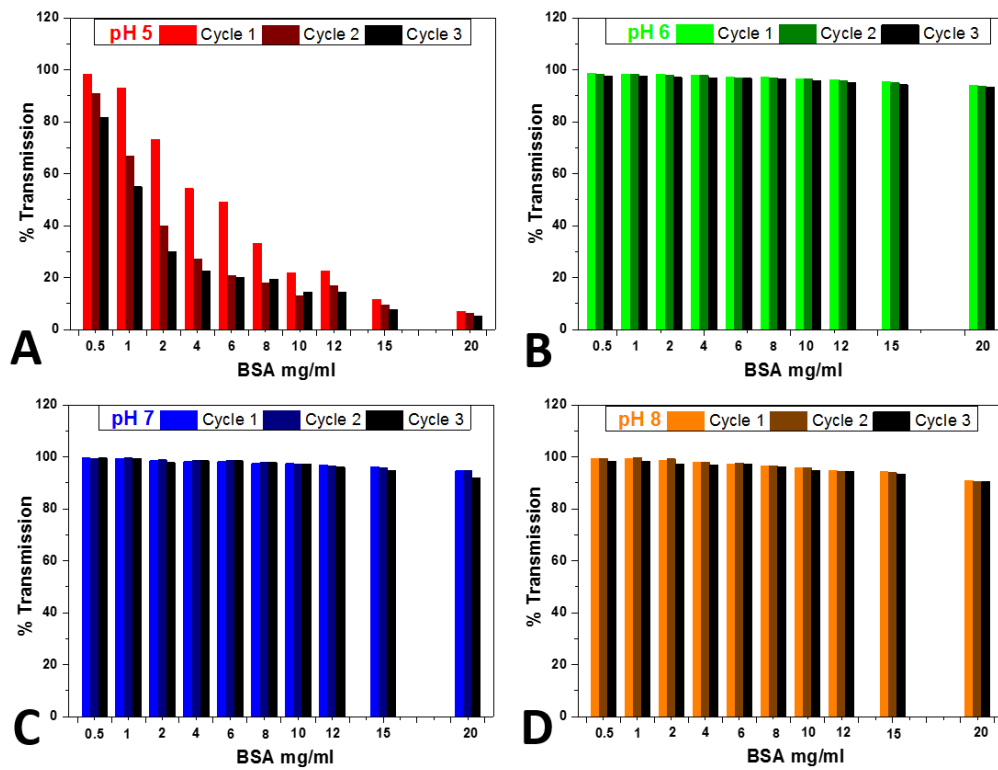 120
100
80
60
40
20
0
% Transmission
pH 5 Cycle 1 Cycle 2 Cycle 3
0.5 1 2 4 6 8 10 12 15 20
BSA mg/ml
A
120
100
80
60
40
20
0
% Transmission
pH 6 Cycle 1 Cycle 2 Cycle 3
0.5 1 2 4 6 8 10 12 15 20
BSA mg/ml
B
120
100
80
60
40
20
0
% Transmission
pH 7 Cycle 1 Cycle 2 Cycle 3
0.5 1 2 4 6 8 10 12 15 20
BSA mg/ml
C
120
100
80
60
40
20
0
% Transmission
pH 8 Cycle 1 Cycle 2 Cycle 3
0.5 1 2 4 6 8 10 12 15 20
BSA mg/ml
D